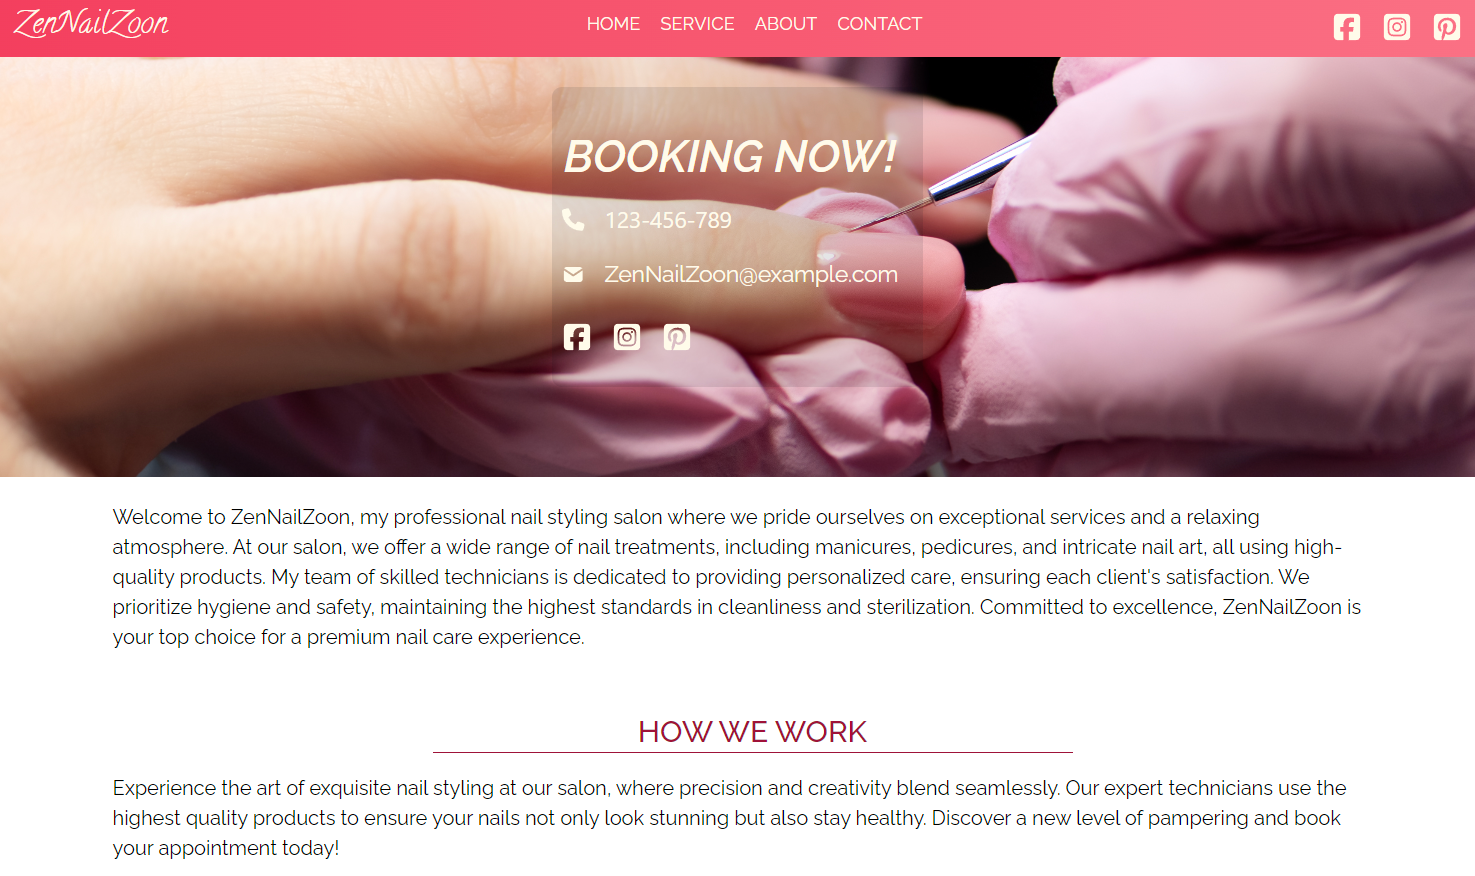 ZenNailZoon
HOME SERVICE ABOUT CONTACT
BOOKING NOW!
123-456-789
ZenNailZoon@example.com
Welcome to ZenNailZoon, my professional nail styling salon where we pride ourselves on exceptional services and a relaxing
atmosphere. At our salon, we offer a wide range of nail treatments, including manicures, pedicures, and intricate nail art, all using high-
quality products. My team of skilled technicians is dedicated to providing personalized care, ensuring each client's satisfaction. We
prioritize hygiene and safety, maintaining the highest standards in cleanliness and sterilization. Committed to excellence, ZenNailZoon is
your top choice for a premium nail care experience.
HOW WE WORK
Experience the art of exquisite nail styling at our salon, where precision and creativity blend seamlessly. Our expert technicians use the
highest quality products to ensure your nails not only look stunning but also stay healthy. Discover a new level of pampering and book
your appointment today!